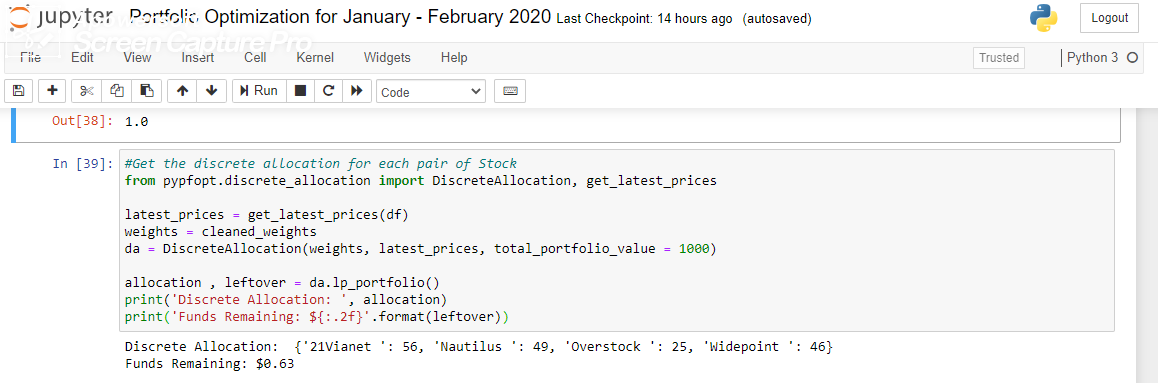 jupyter Portfolio Optimization for January - February 2020 Last Checkpoint: 14 hours ago (autosaved)
Logout
Screen Capture Pro
File Edit View Insert Cell Kernel Widgets Help
Trusted Python 3
Run Code
Out[38]: 1.0
In [39]: #Get the discrete allocation for each pair of Stock
from pypfopt.discrete_allocation import DiscreteAllocation, get_latest_prices
latest_prices = get_latest_prices(df)
weights = cleaned_weights
da = DiscreteAllocation(weights, latest_prices, total_portfolio_value = 1000)
allocation , leftover = da.lp_portfolio()
print('Discrete Allocation: ', allocation)
print('Funds Remaining: ${:.2f}'.format(leftover))
Discrete Allocation:  {'21Vianet ': 56, 'Nautilus ': 49, 'Overstock ': 25, 'Widepoint ': 46}
Funds Remaining: $0.63